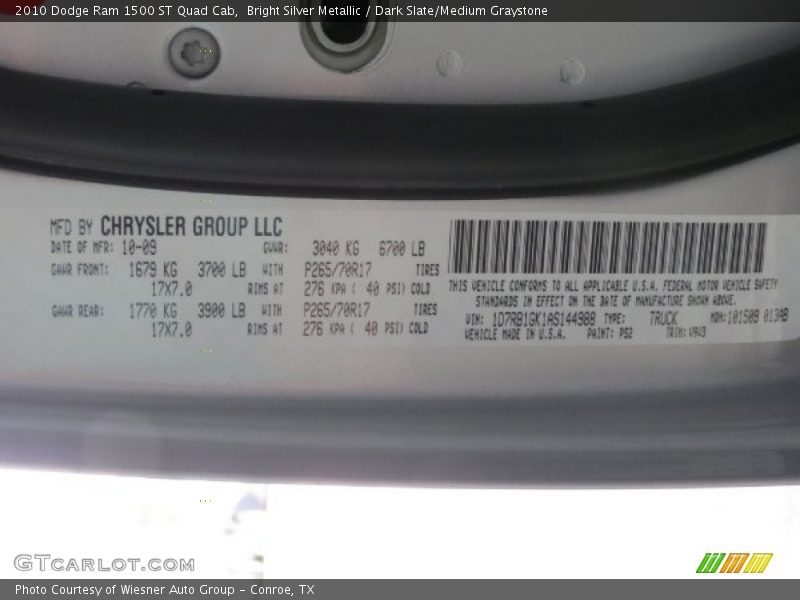 2010 Dodge Ram 1500 ST Quad Cab,  Bright Silver Metallic / Dark Slate/Medium Graystone
MFD BY CHRYSLER GROUP LLC
DATE OF MFR: 10-09 GVWR: 3040 KG 6700 LB
GAWR FRONT: 1679 KG 3700 LB WITH P265/70R17 TIRES
17X7.0 RIMS AT 276 KPA ( 40 PSI) COLD
GAWR REAR: 1770 KG 3900 LB WITH P265/70R17 TIRES
17X7.0 RIMS AT 276 KPA ( 40 PSI) COLD
THIS VEHICLE CONFORMS TO ALL APPLICABLE U.S.A. FEDERAL MOTOR VEHICLE SAFETY
STANDARDS IN EFFECT ON THE DATE OF MANUFACTURE SHOWN ABOVE.
VIN: 1D7RB1GK1AS144988 TYPE: TRUCK MDH:101509 013AB
VEHICLE MADE IN U.S.A. PAINT: PS2 TRIM: V9V3
GTCARLOT.COM
Photo Courtesy of Wiesner Auto Group - Conroe, TX